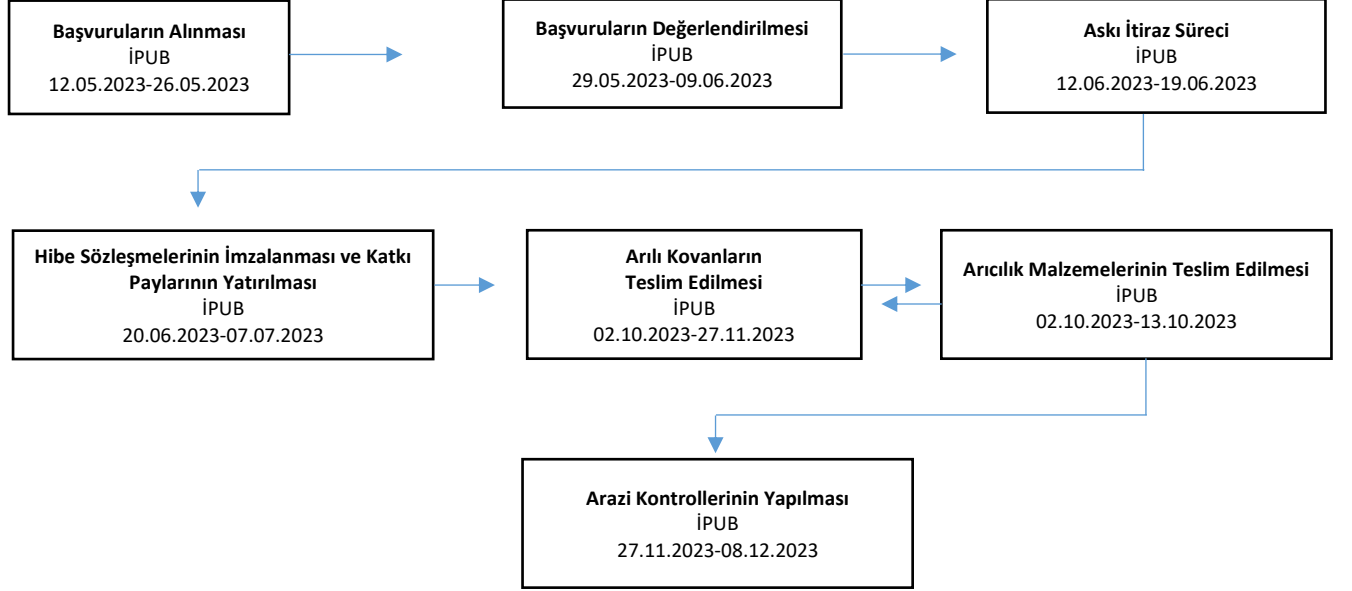 Başvuruların Alınması
İPUB
12.05.2023-26.05.2023
Başvuruların Değerlendirilmesi
İPUB
29.05.2023-09.06.2023
Askı İtiraz Süreci
İPUB
12.06.2023-19.06.2023
Hibe Sözleşmelerinin İmzalanması ve Katkı
Paylarının Yatırılması
İPUB
20.06.2023-07.07.2023
Arılı Kovanların
Teslim Edilmesi
İPUB
02.10.2023-27.11.2023
Arıcılık Malzemelerinin Teslim Edilmesi
İPUB
02.10.2023-13.10.2023
Arazi Kontrollerinin Yapılması
İPUB
27.11.2023-08.12.2023